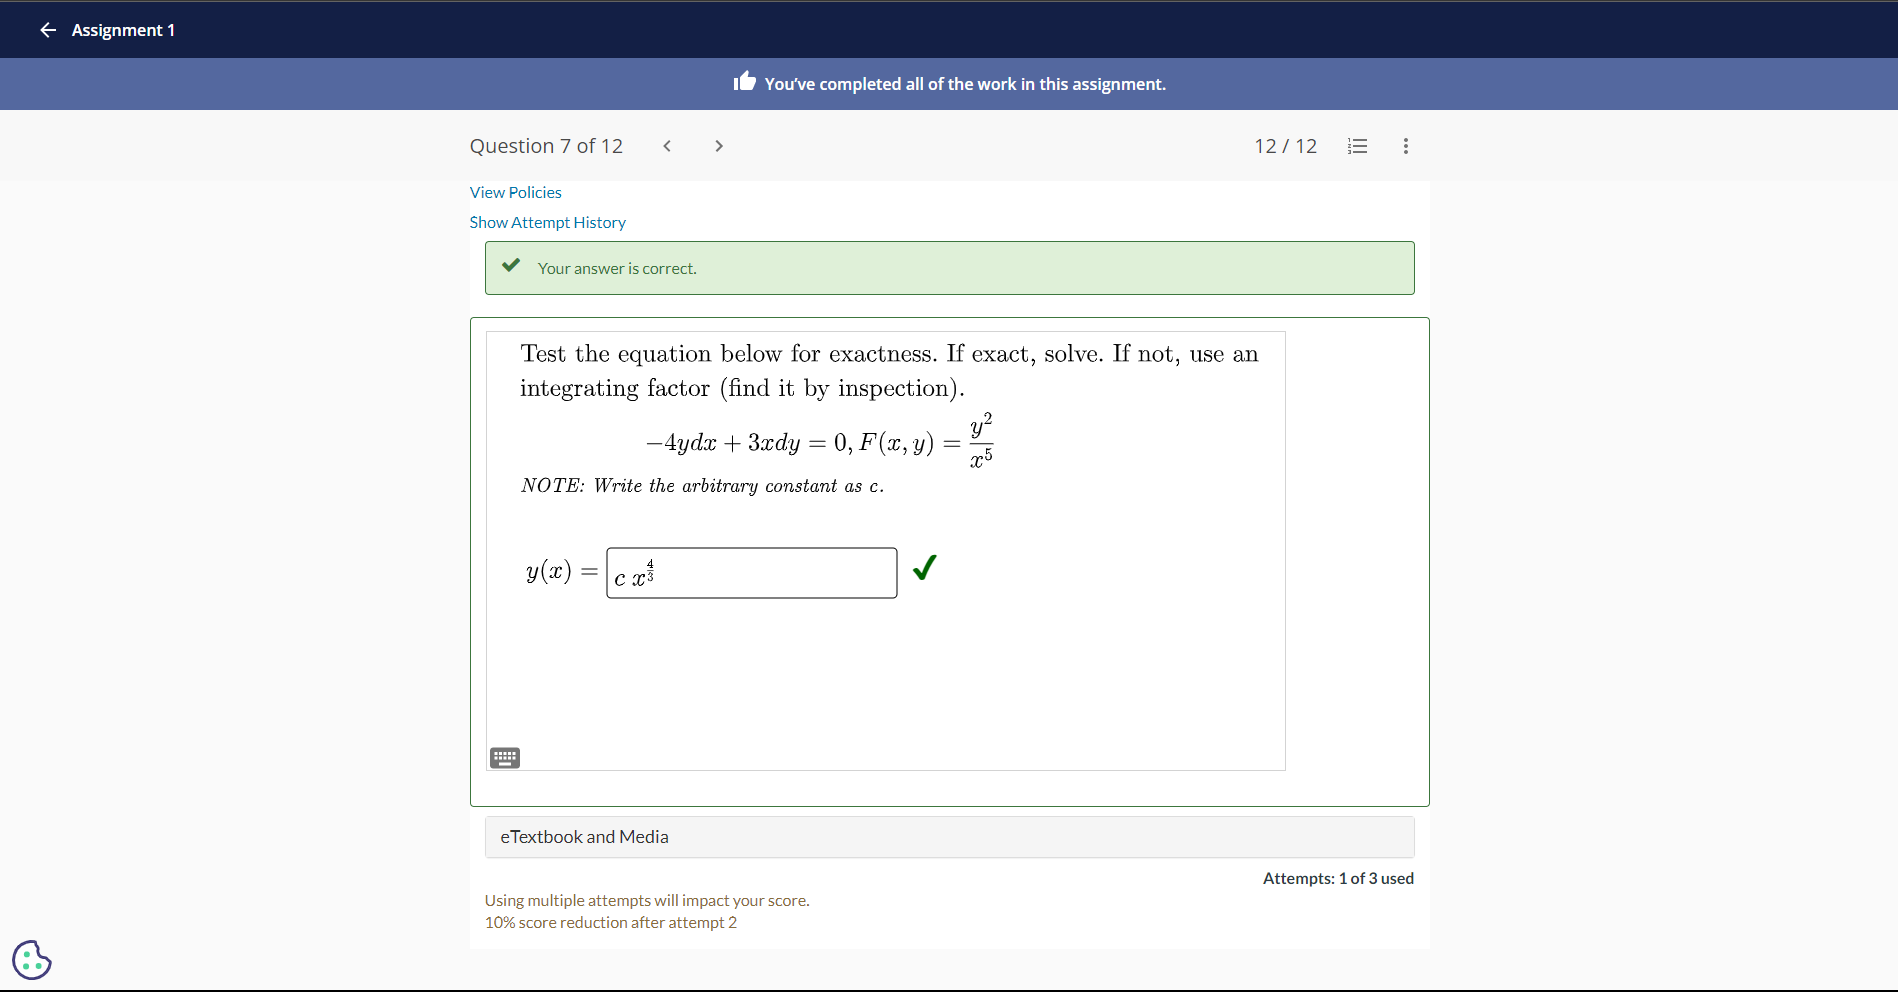 Assignment 1
You've completed all of the work in this assignment.
Question 7 of 12
12 / 12
View Policies
Show Attempt History
Your answer is correct.
Test the equation below for exactness. If exact, solve. If not, use an
integrating factor (find it by inspection).
−4ydx + 3xdy = 0, F(x, y) = \frac{y^2}{x^5}
NOTE: Write the arbitrary constant as c.
y(x) = c x^{\frac{4}{3}}
eTextbook and Media
Attempts: 1 of 3 used
Using multiple attempts will impact your score.
10% score reduction after attempt 2